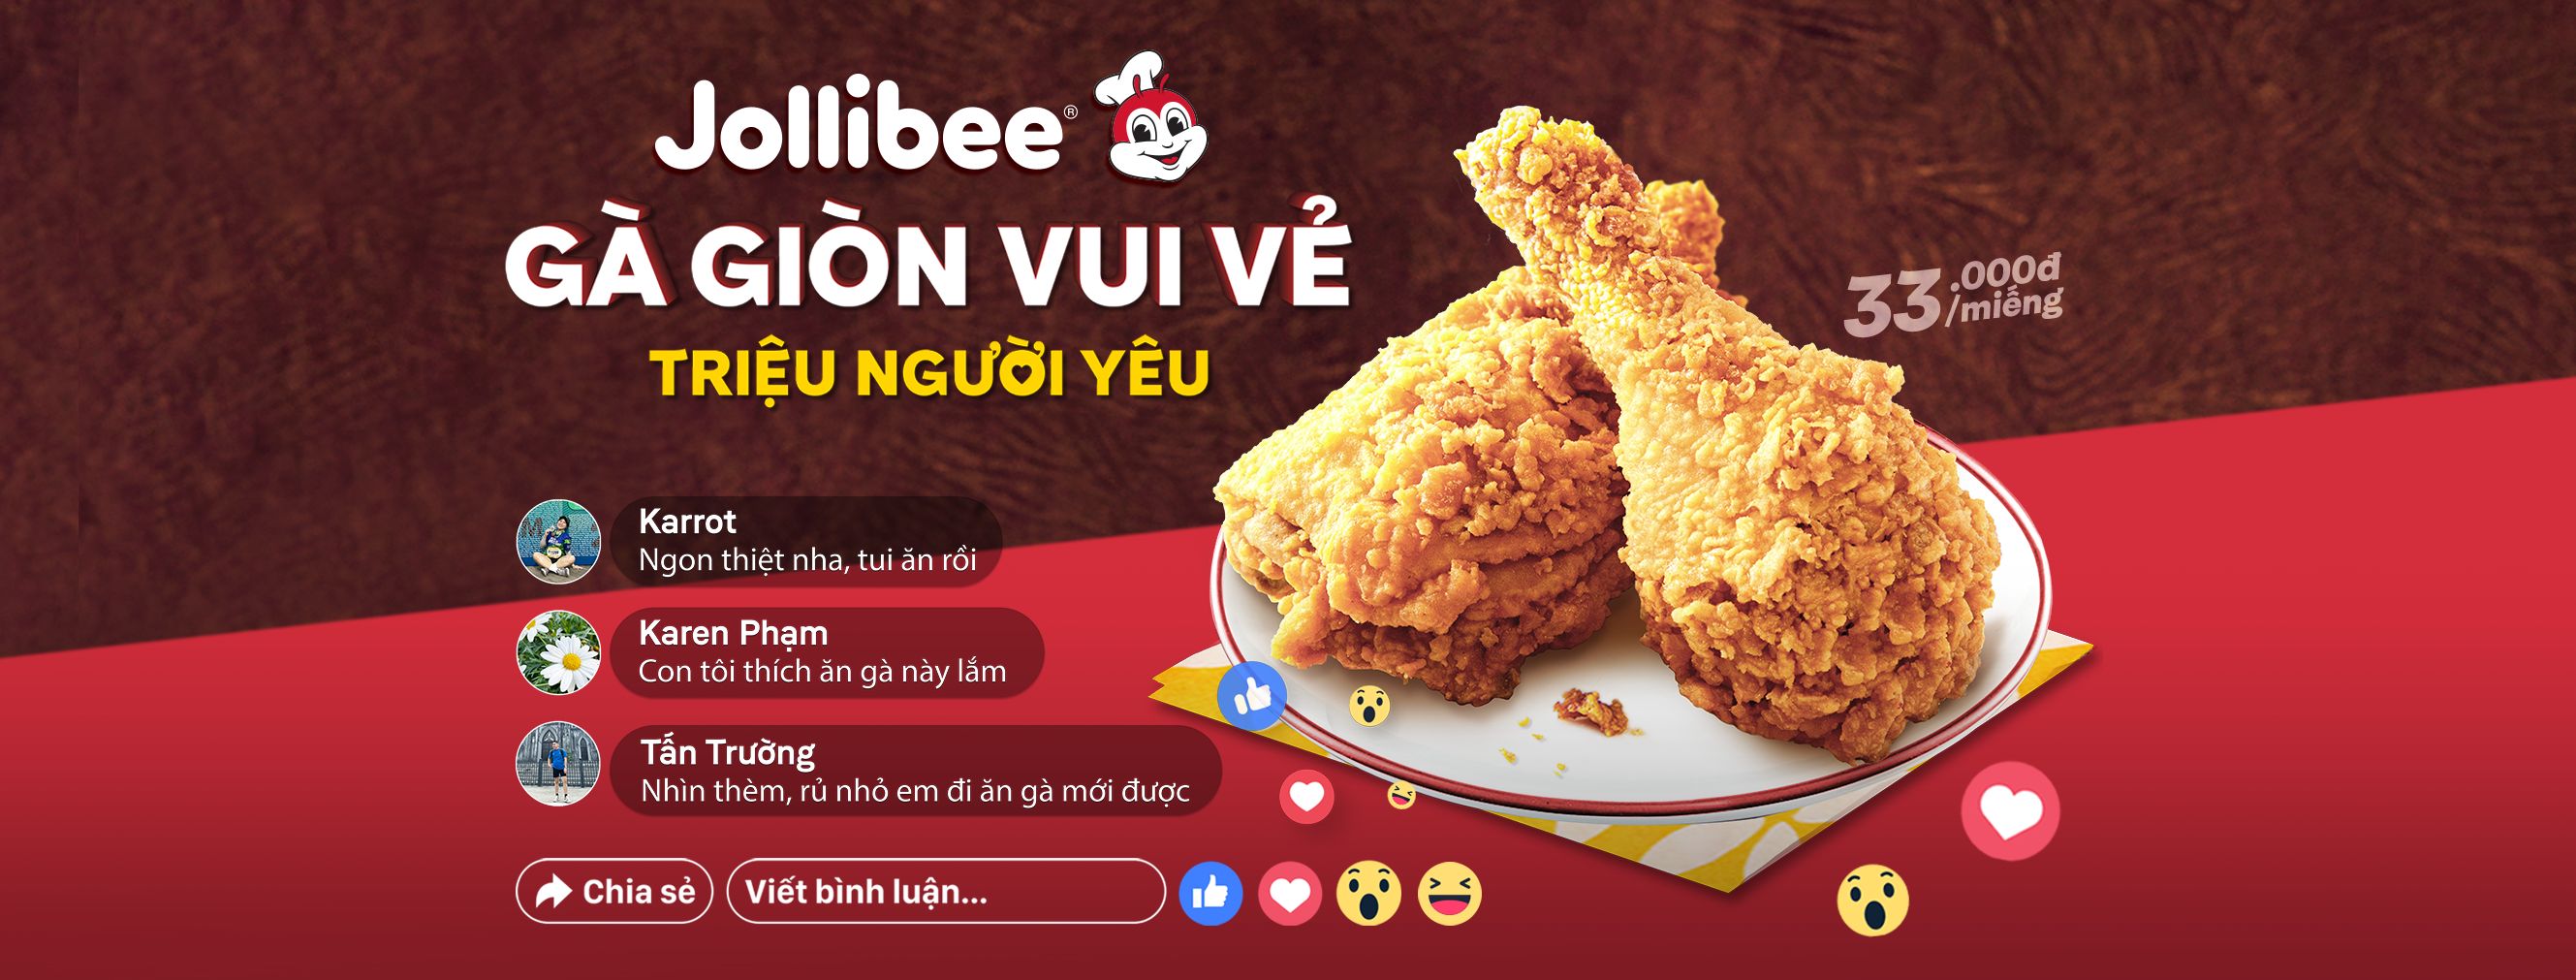 Jollibee®
GÀ GIÒN VUI VẺ
TRIỆU NGƯỜI YÊU
33.000đ
/miếng
Karrot
Ngon thiệt nha, tui ăn rồi
Karen Phạm
Con tôi thích ăn gà này lắm
Tấn Trường
Nhìn thèm, rủ nhỏ em đi ăn gà mới được
Chia sẻ
Viết bình luận...